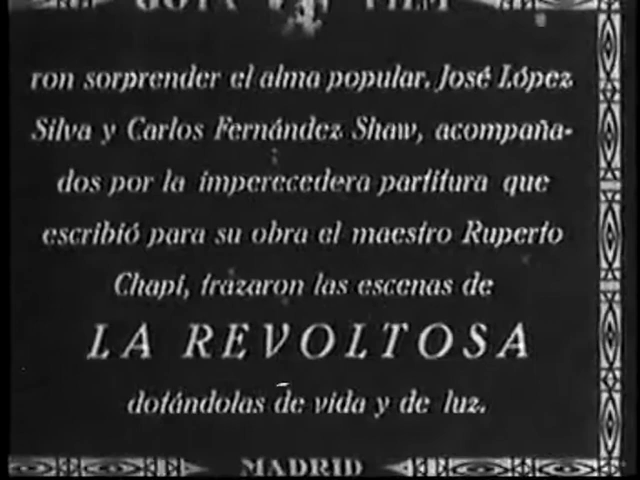 GOYA FILM
ron sorprender el alma popular. José López
Silva y Carlos Fernández Shaw, acompaña-
dos por la imperecedera partitura que
escribió para su obra el maestro Ruperto
Chapí, trazaron las escenas de
LA REVOLTOSA
dotándolas de vida y de luz.
MADRID